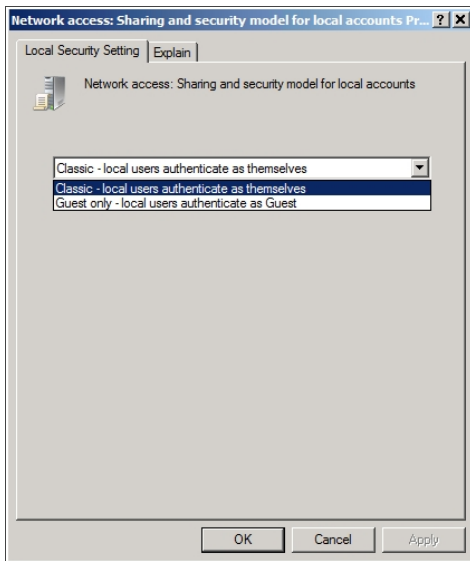 Network access: Sharing and security model for local accounts Pr...
Local Security Setting
Explain
Network access: Sharing and security model for local accounts
Classic - local users authenticate as themselves
Classic - local users authenticate as themselves
Guest only - local users authenticate as Guest
OK
Cancel
Apply